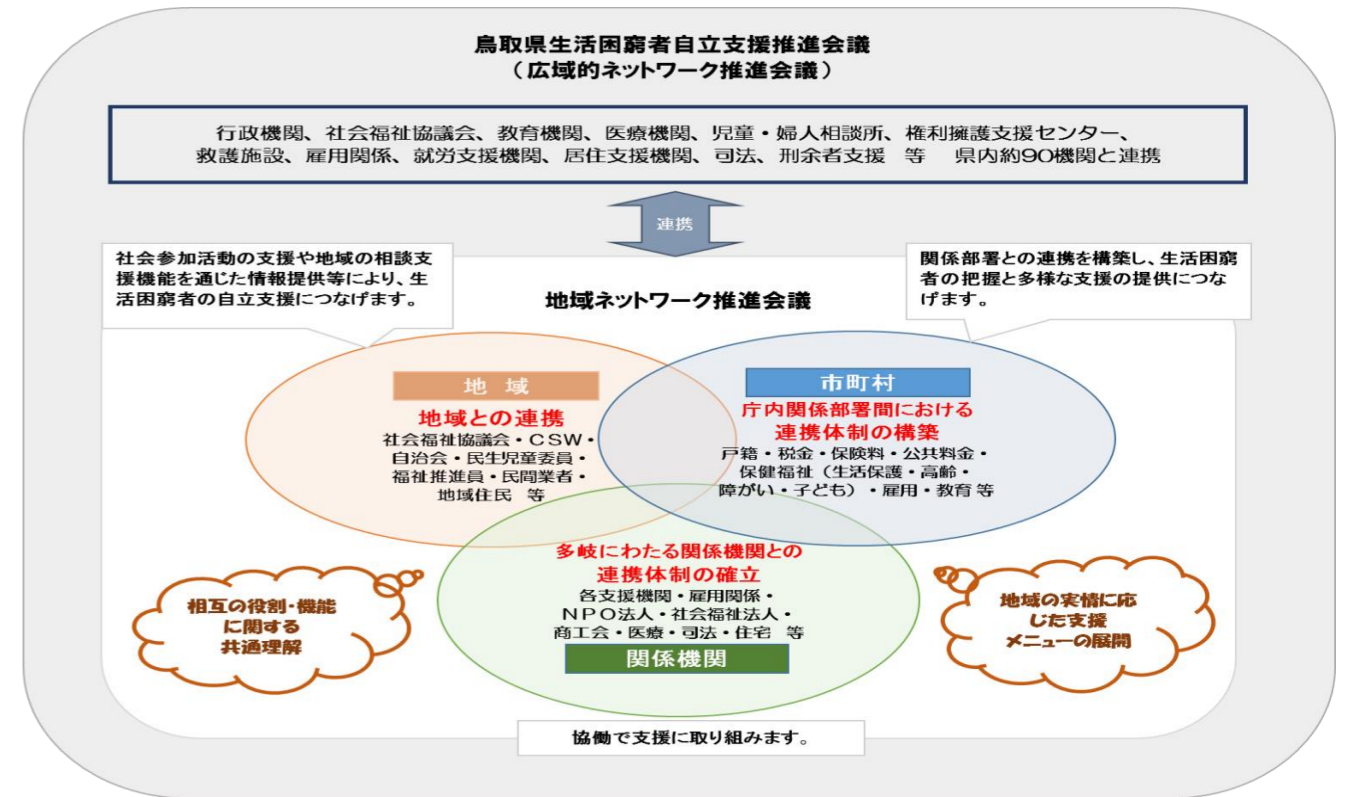 鳥取県生活困窮者自立支援推進会議
（広域的ネットワーク推進会議）
行政機関、社会福祉協議会、教育機関、医療機関、児童・婦人相談所、権利擁護支援センター、
救護施設、雇用関係、就労支援機関、居住支援機関、司法、刑余者支援 等 県内約90機関と連携
連携
社会参加活動の支援や地域の相談支
援機能を通じた情報提供等により、生
活困窮者の自立支援につなげます。
関係部署との連携を構築し、生活困窮
者の把握と多様な支援の提供につな
げます。
地域ネットワーク推進会議
地 域
地域との連携
社会福祉協議会・ＣＳＷ・
自治会・民生児童委員・
福祉推進員・民間業者・
地域住民 等
市町村
庁内関係部署間における
連携体制の構築
戸籍・税金・保険料・公共料金・
保健福祉（生活保護・高齢・
障がい・子ども）・雇用・教育 等
多岐にわたる関係機関との
連携体制の確立
各支援機関・雇用関係・
ＮＰＯ法人・社会福祉法人・
商工会・医療・司法・住宅 等
関係機関
相互の役割・機能
に関する
共通理解
地域の実情に応
じた支援
メニューの展開
協働で支援に取り組みます。